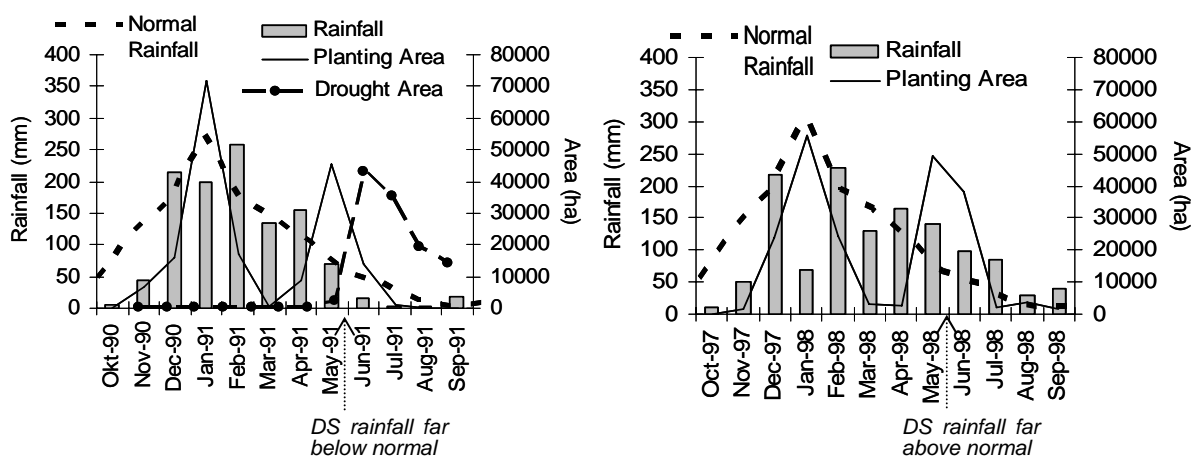 Normal
Rainfall
Rainfall
Planting Area
Drought Area
400
350
300
250
200
150
100
50
0
Rainfall (mm)
80000
70000
60000
50000
40000
30000
20000
10000
0
Area (ha)
Okt-90
Nov-90
Dec-90
Jan-91
Feb-91
Mar-91
Apr-91
May-91
Jun-91
Jul-91
Aug-91
Sep-91
DS rainfall far
below normal
Normal
Rainfall
Rainfall
Planting Area
400
350
300
250
200
150
100
50
0
Rainfall (mm)
80000
70000
60000
50000
40000
30000
20000
10000
0
Area (ha)
Oct-97
Nov-97
Dec-97
Jan-98
Feb-98
Mar-98
Apr-98
May-98
Jun-98
Jul-98
Aug-98
Sep-98
DS rainfall far
above normal